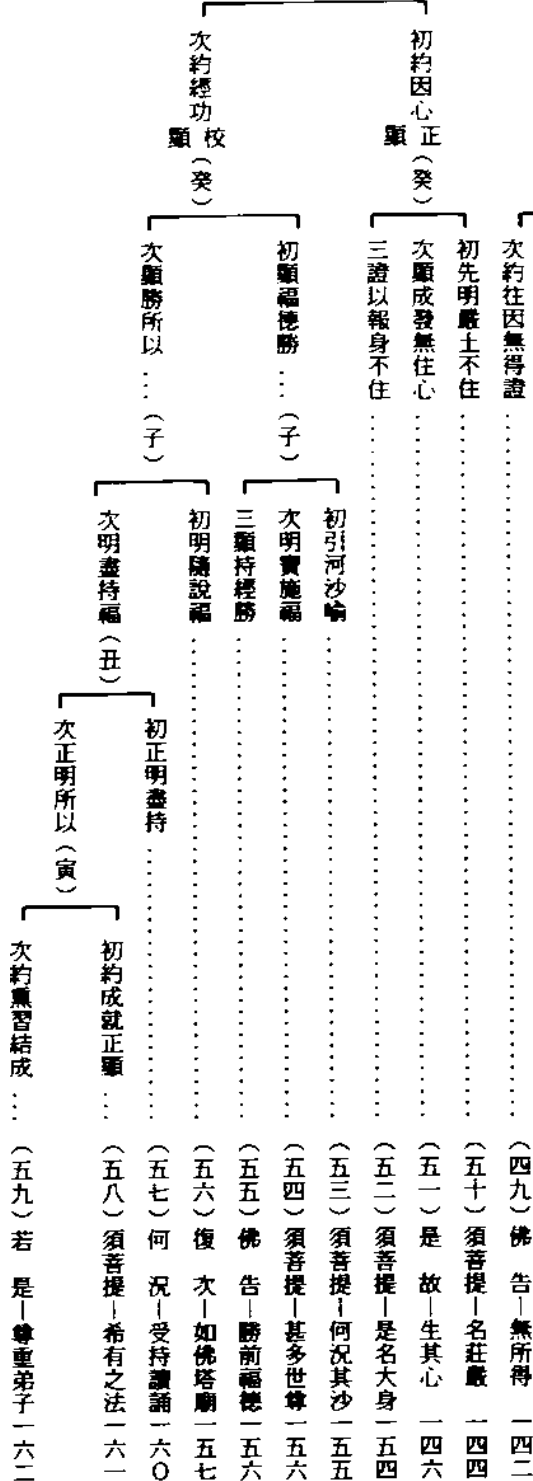 次約往因無得證……(四九)佛告—無所得一四二
初約因心正顯(癸)
初先明嚴土不住……(五十)須菩提—名莊嚴一四四
次顯成發無住心……(五一)是故—生其心一四六
三證以報身不住……(五二)須菩提—是名大身一五四
次約經功校顯(癸)
初顯福德勝…(子)
初引河沙喻……(五三)須菩提—何況其沙一五五
次明寶施福……(五四)須菩提—甚多世尊一五六
三顯持經勝……(五五)佛告—勝前福德一五六
次顯勝所以…(子)
初明隨說福……(五六)復次—如佛塔廟一五七
次明盡持福(丑)
初正明盡持……(五七)何況—受持讀誦一六〇
次正明所以(寅)
初約成就正顯…(五八)須菩提—希有之法一六一
次約熏習結成…(五九)若是—尊重弟子一六二